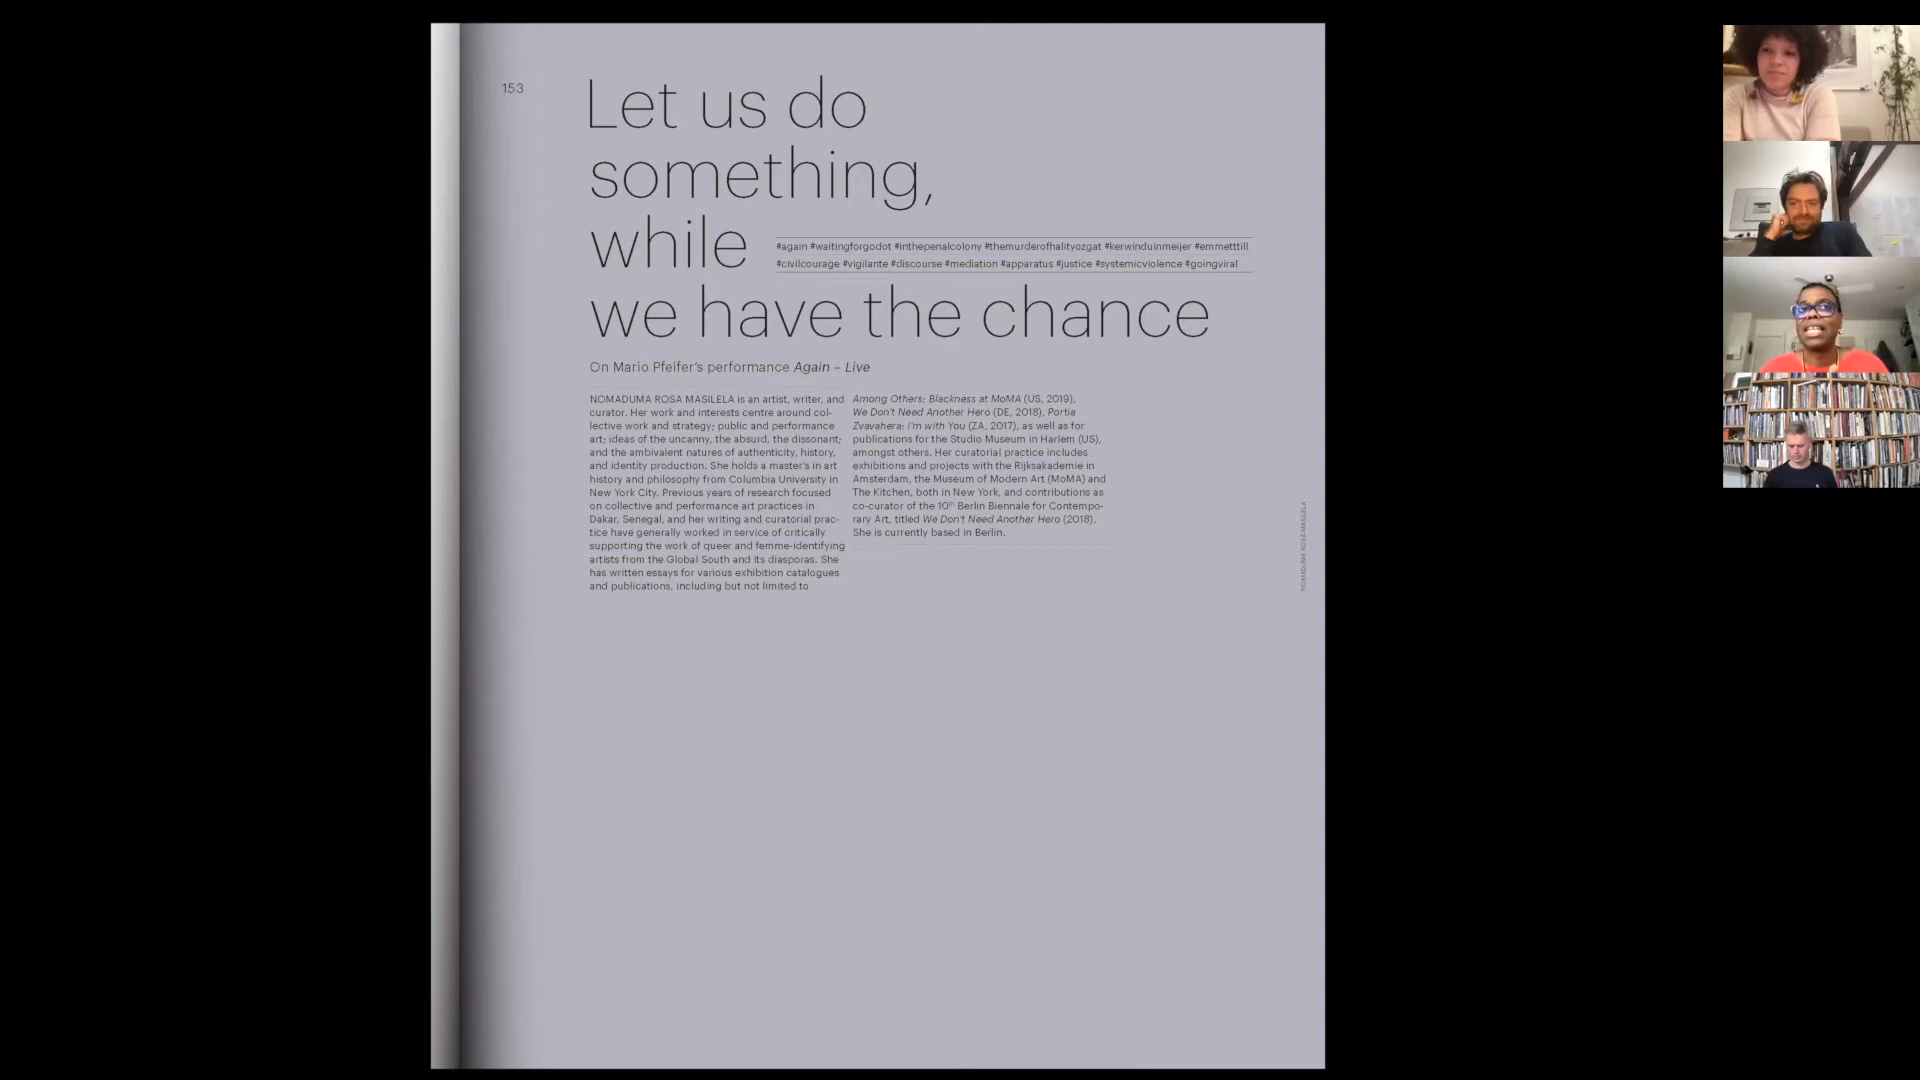 153
Let us do
something,
while
#again #waitingforgodot #inthepenalcolony #themurderofhalityozgat #kerwinduinmeijer #emmetttill
#civilcourage #vigilante #discourse #mediation #apparatus #justice #systemicviolence #goingviral
we have the chance
On Mario Pfeifer's performance Again – Live
NOMADUMA ROSA MASILELA is an artist, writer, and
curator. Her work and interests centre around col-
lective work and strategy; public and performance
art; ideas of the uncanny, the absurd, the dissonant;
and the ambivalent natures of authenticity, history,
and identity production. She holds a master's in art
history and philosophy from Columbia University in
New York City. Previous years of research focused
on collective and performance art practices in
Dakar, Senegal, and her writing and curatorial prac-
tice have generally worked in service of critically
supporting the work of queer and femme-identifying
artists from the Global South and its diasporas. She
has written essays for various exhibition catalogues
and publications, including but not limited to
Among Others: Blackness at MoMA (US, 2019),
We Don't Need Another Hero (DE, 2018), Portia
Zvavahera: I'm with You (ZA, 2017), as well as for
publications for the Studio Museum in Harlem (US),
amongst others. Her curatorial practice includes
exhibitions and projects with the Rijksakademie in
Amsterdam, the Museum of Modern Art (MoMA) and
The Kitchen, both in New York, and contributions as
co-curator of the 10th Berlin Biennale for Contempo-
rary Art, titled We Don't Need Another Hero (2018).
She is currently based in Berlin.
NOMADUMA ROSA MASILELA